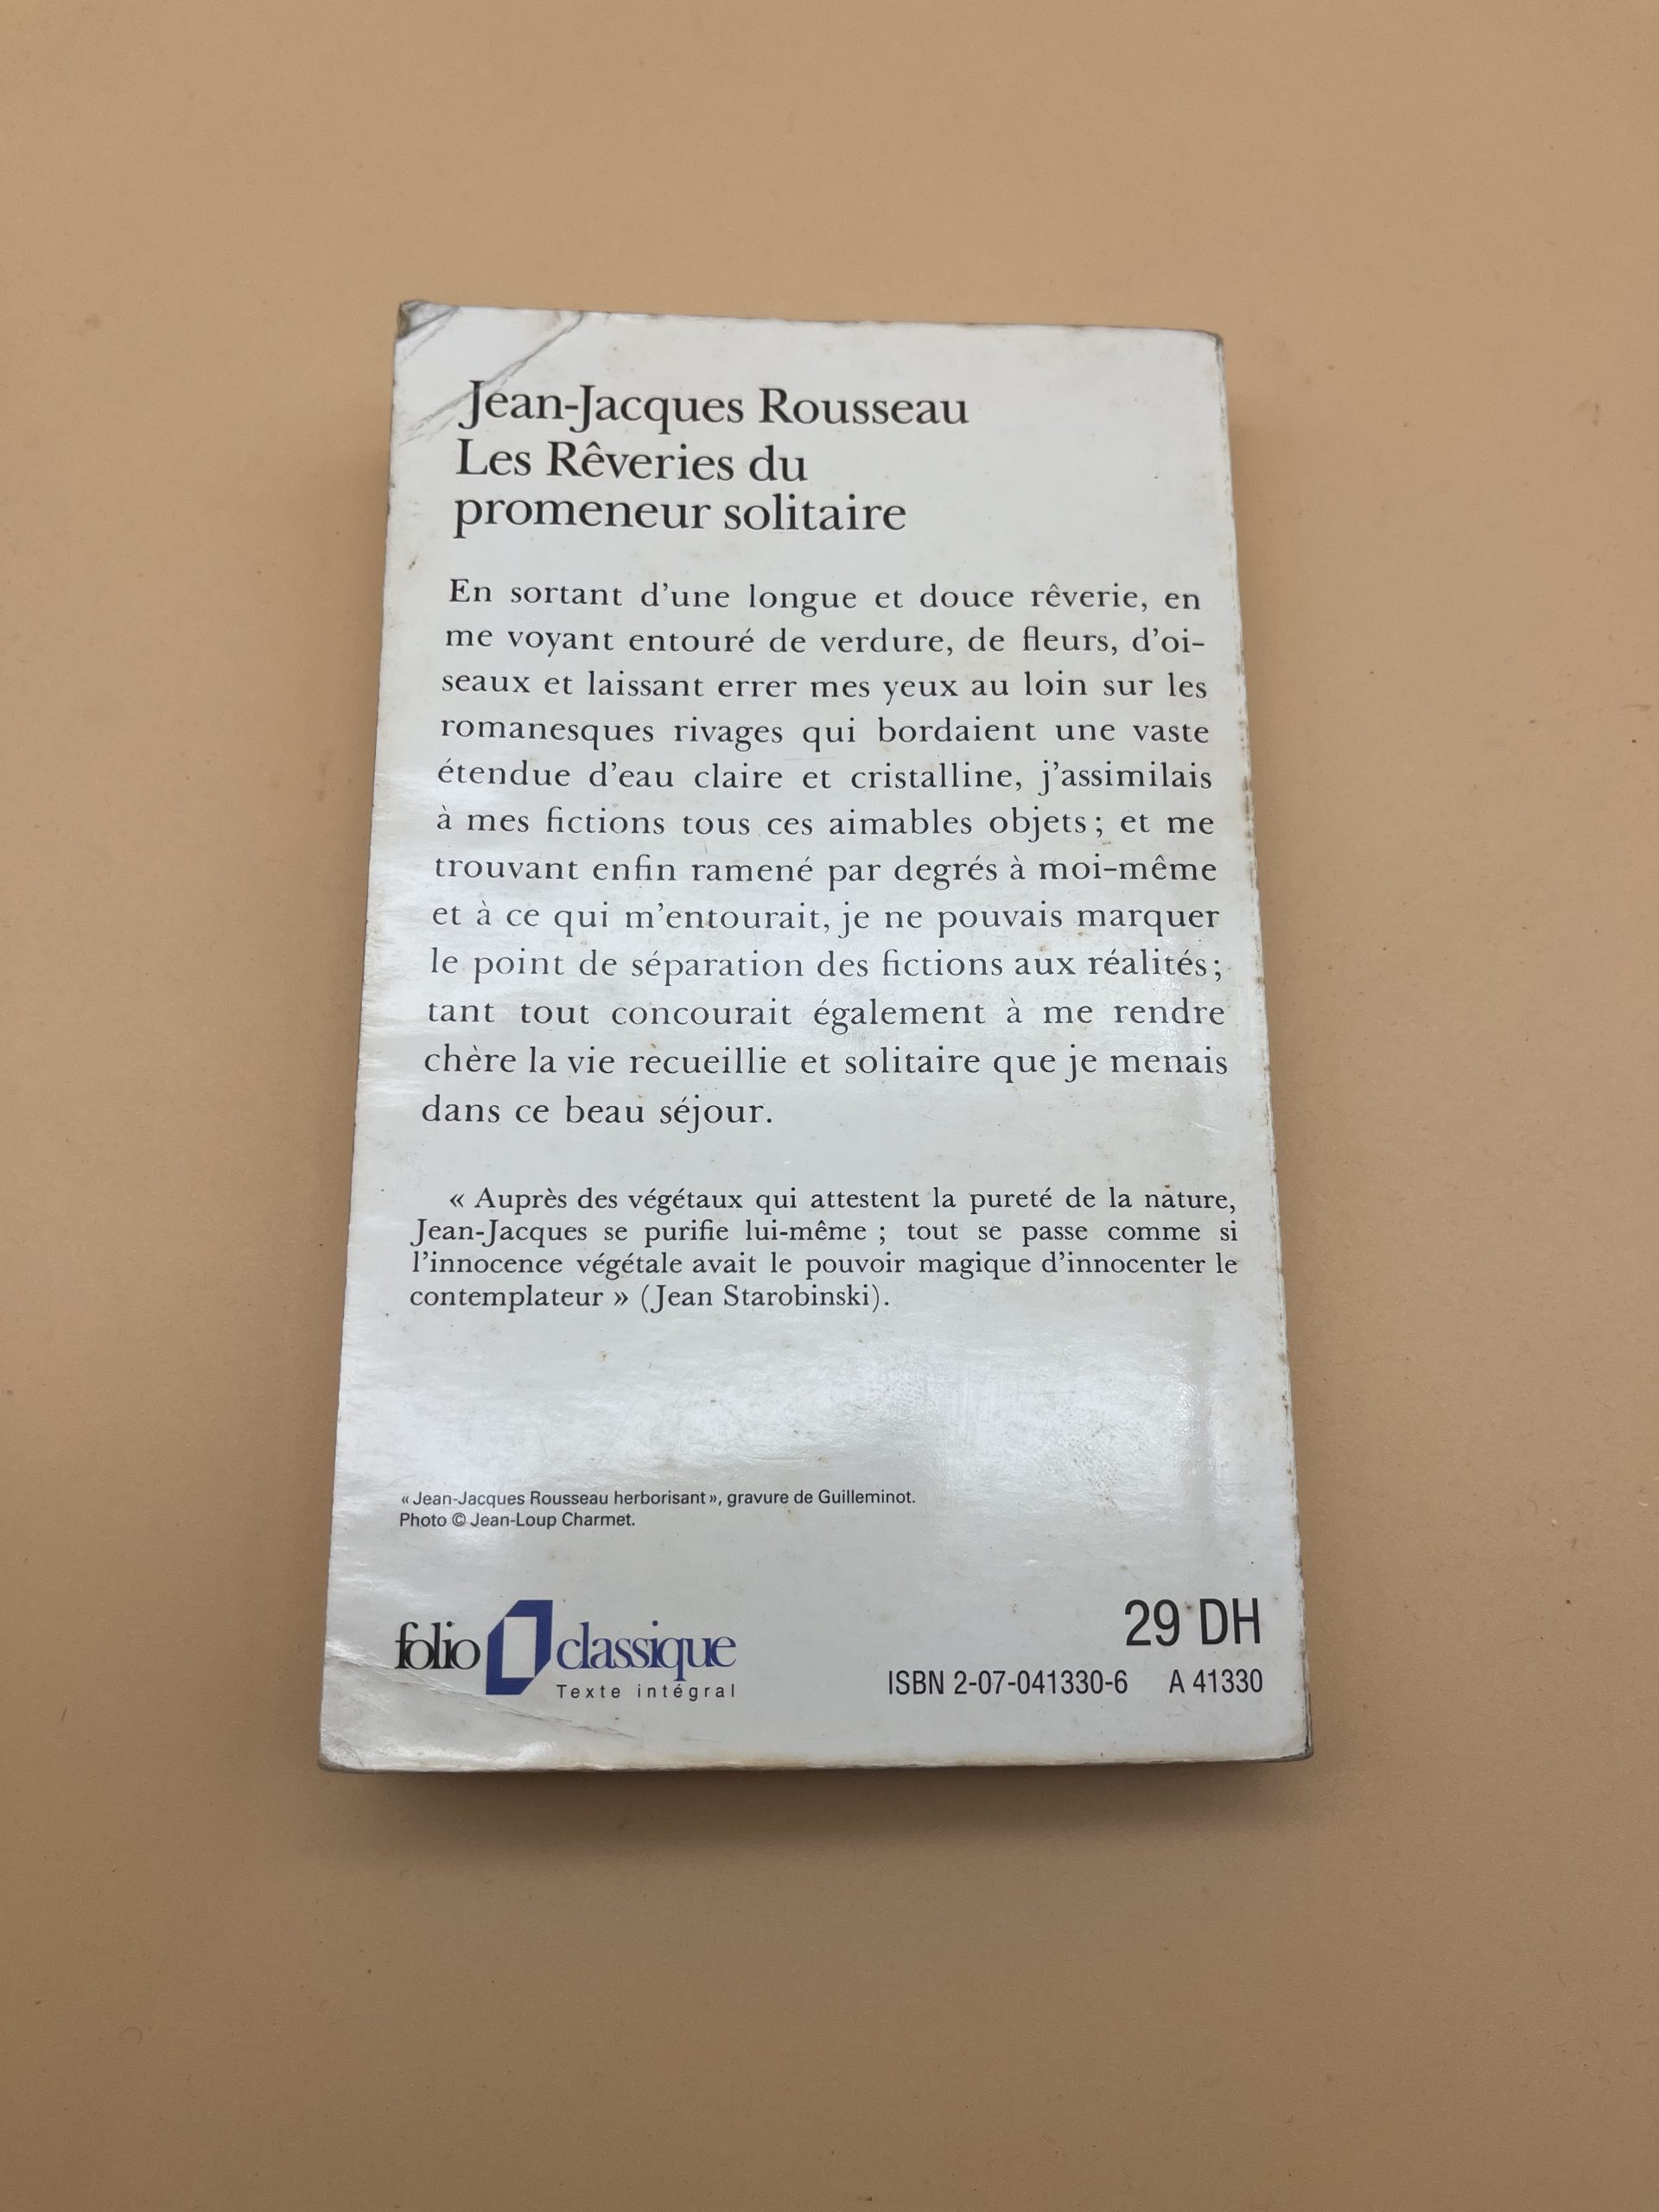 Jean-Jacques Rousseau
Les Rêveries du
promeneur solitaire
En sortant d'une longue et douce rêverie, en
me voyant entouré de verdure, de fleurs, d'oi-
seaux et laissant errer mes yeux au loin sur les
romanesques rivages qui bordaient une vaste
étendue d'eau claire et cristalline, j'assimilais
à mes fictions tous ces aimables objets ; et me
trouvant enfin ramené par degrés à moi-même
et à ce qui m'entourait, je ne pouvais marquer
le point de séparation des fictions aux réalités ;
tant tout concourait également à me rendre
chère la vie recueillie et solitaire que je menais
dans ce beau séjour.
« Auprès des végétaux qui attestent la pureté de la nature,
Jean-Jacques se purifie lui-même ; tout se passe comme si
l'innocence végétale avait le pouvoir magique d'innocenter le
contemplateur » (Jean Starobinski).
« Jean-Jacques Rousseau herborisant », gravure de Guilleminot.
Photo © Jean-Loup Charmet.
folio classique
Texte intégral
29 DH
ISBN 2-07-041330-6 A 41330